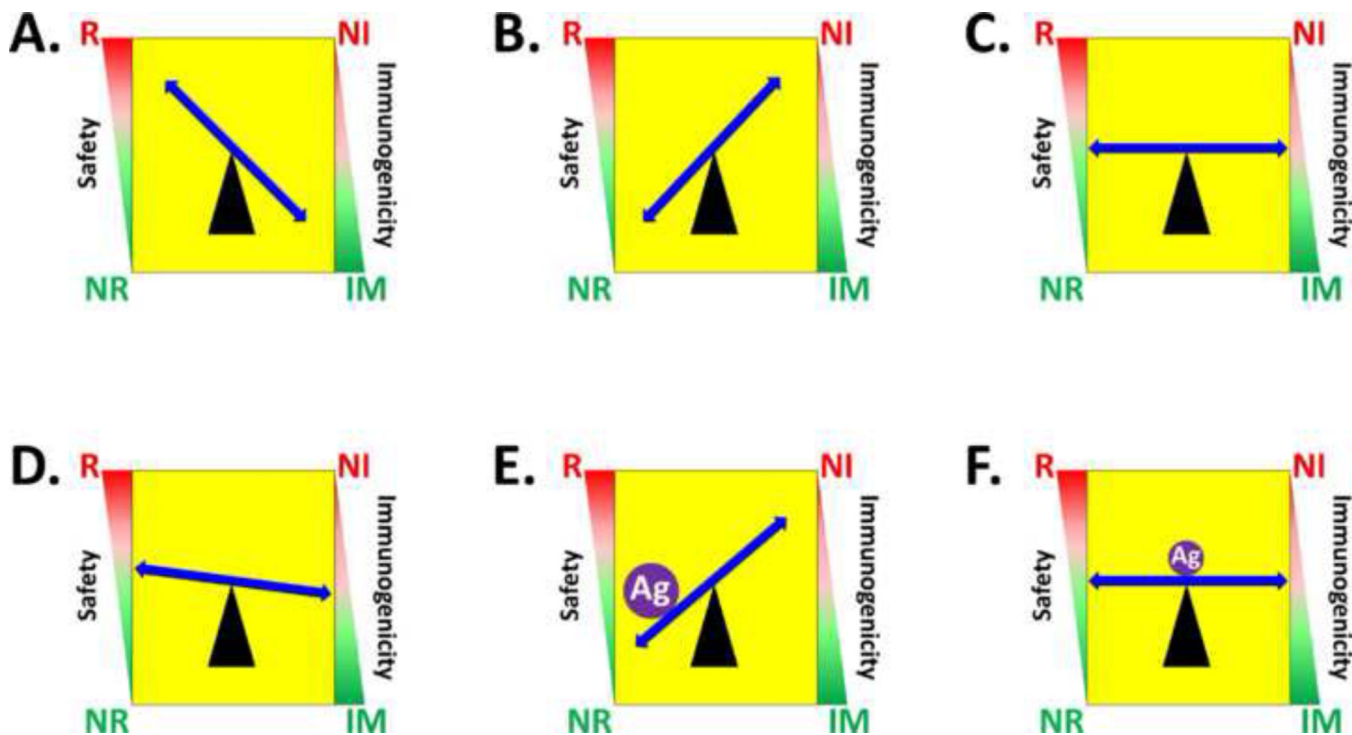 A.
R
NI
Safety
Immunogenicity
NR
IM
B.
R
NI
Safety
Immunogenicity
NR
IM
C.
R
NI
Safety
Immunogenicity
NR
IM
D.
R
NI
Safety
Immunogenicity
NR
IM
E.
R
NI
Safety
Ag
Immunogenicity
NR
IM
F.
R
NI
Safety
Ag
Immunogenicity
NR
IM